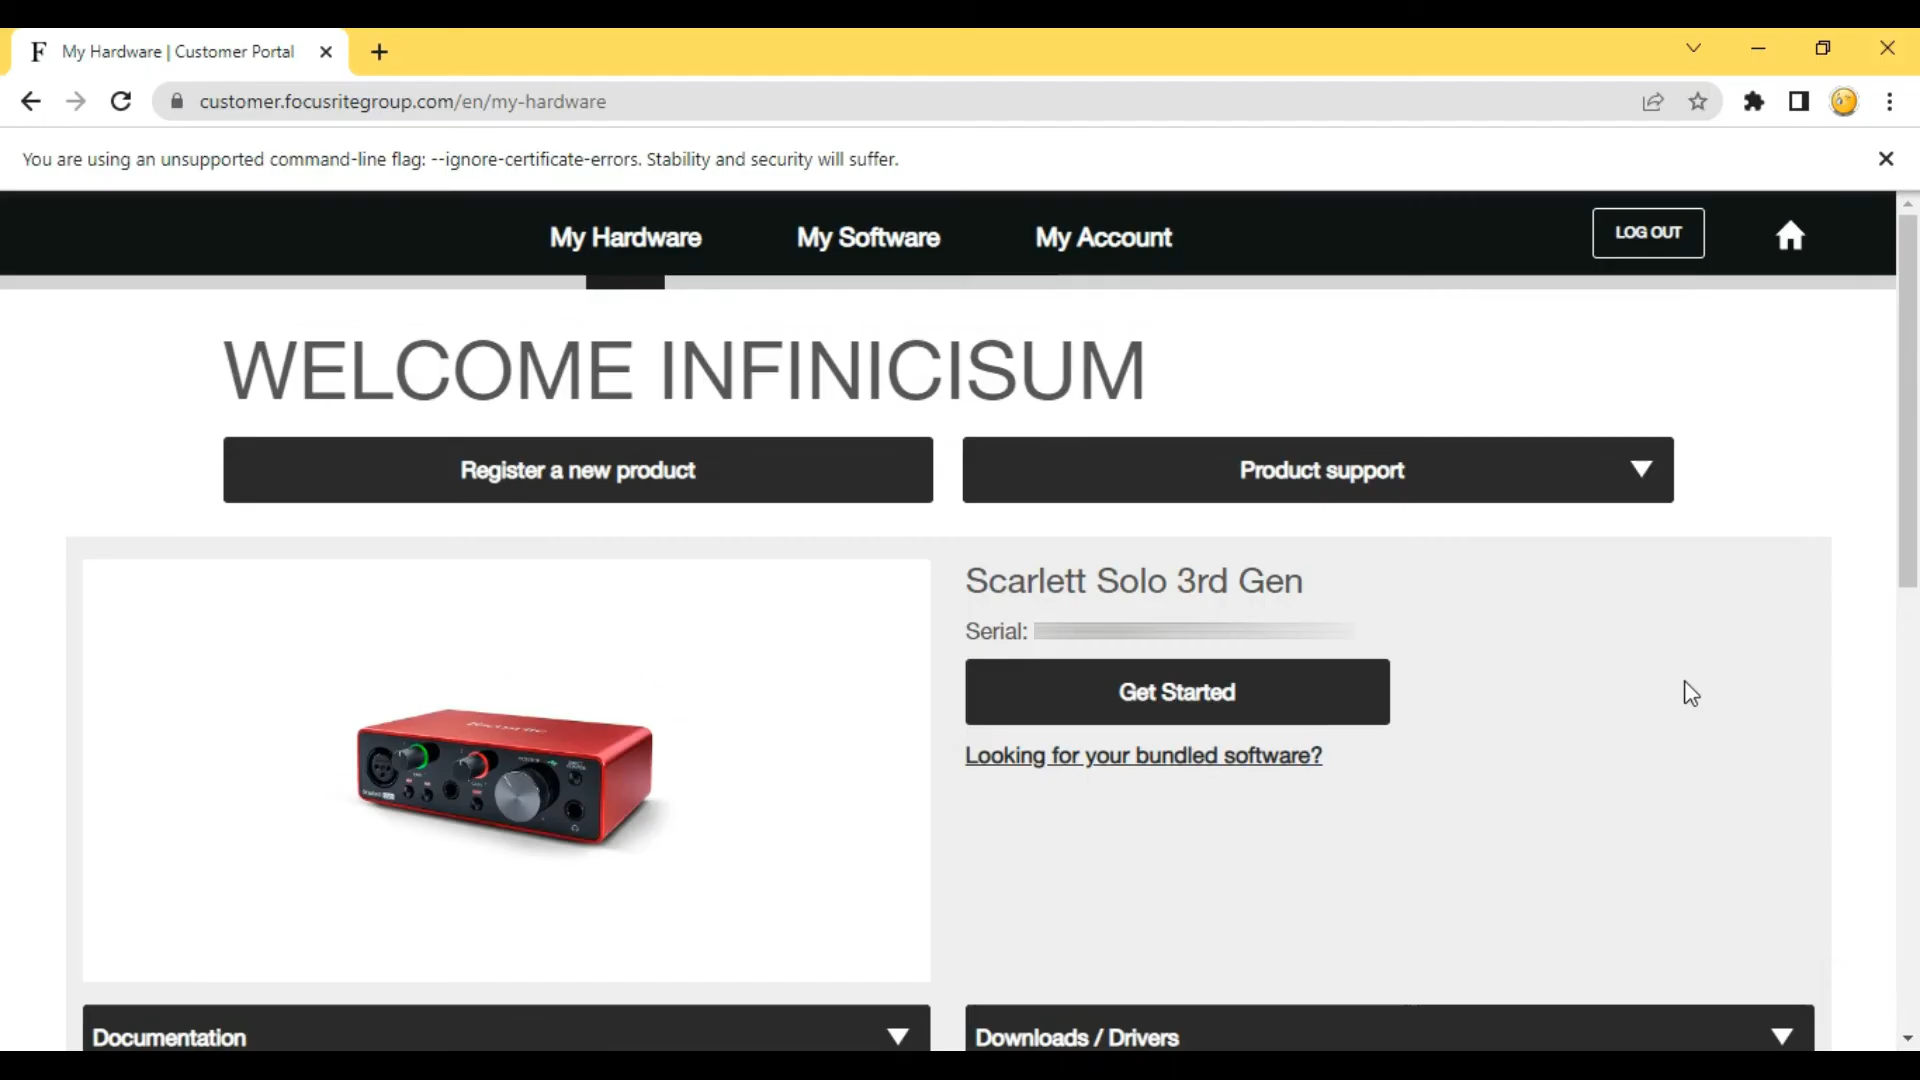 F My Hardware | Customer Portal
customer.focusritegroup.com/en/my-hardware
You are using an unsupported command-line flag: --ignore-certificate-errors. Stability and security will suffer.
My Hardware My Software My Account LOG OUT
WELCOME INFINICISUM
Register a new product Product support
Scarlett Solo 3rd Gen
Serial:
Get Started
Looking for your bundled software?
Documentation Downloads / Drivers